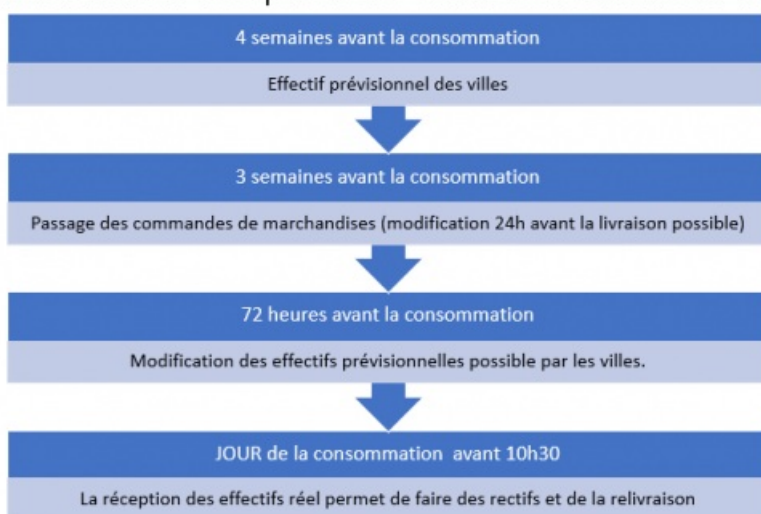 4 semaines avant la consommation
Effectif prévisionnel des villes
3 semaines avant la consommation
Passage des commandes de marchandises (modification 24h avant la livraison possible)
72 heures avant la consommation
Modification des effectifs prévisionnelles possible par les villes.
JOUR de la consommation avant 10h30
La réception des effectifs réel permet de faire des rectifs et de la relivraison